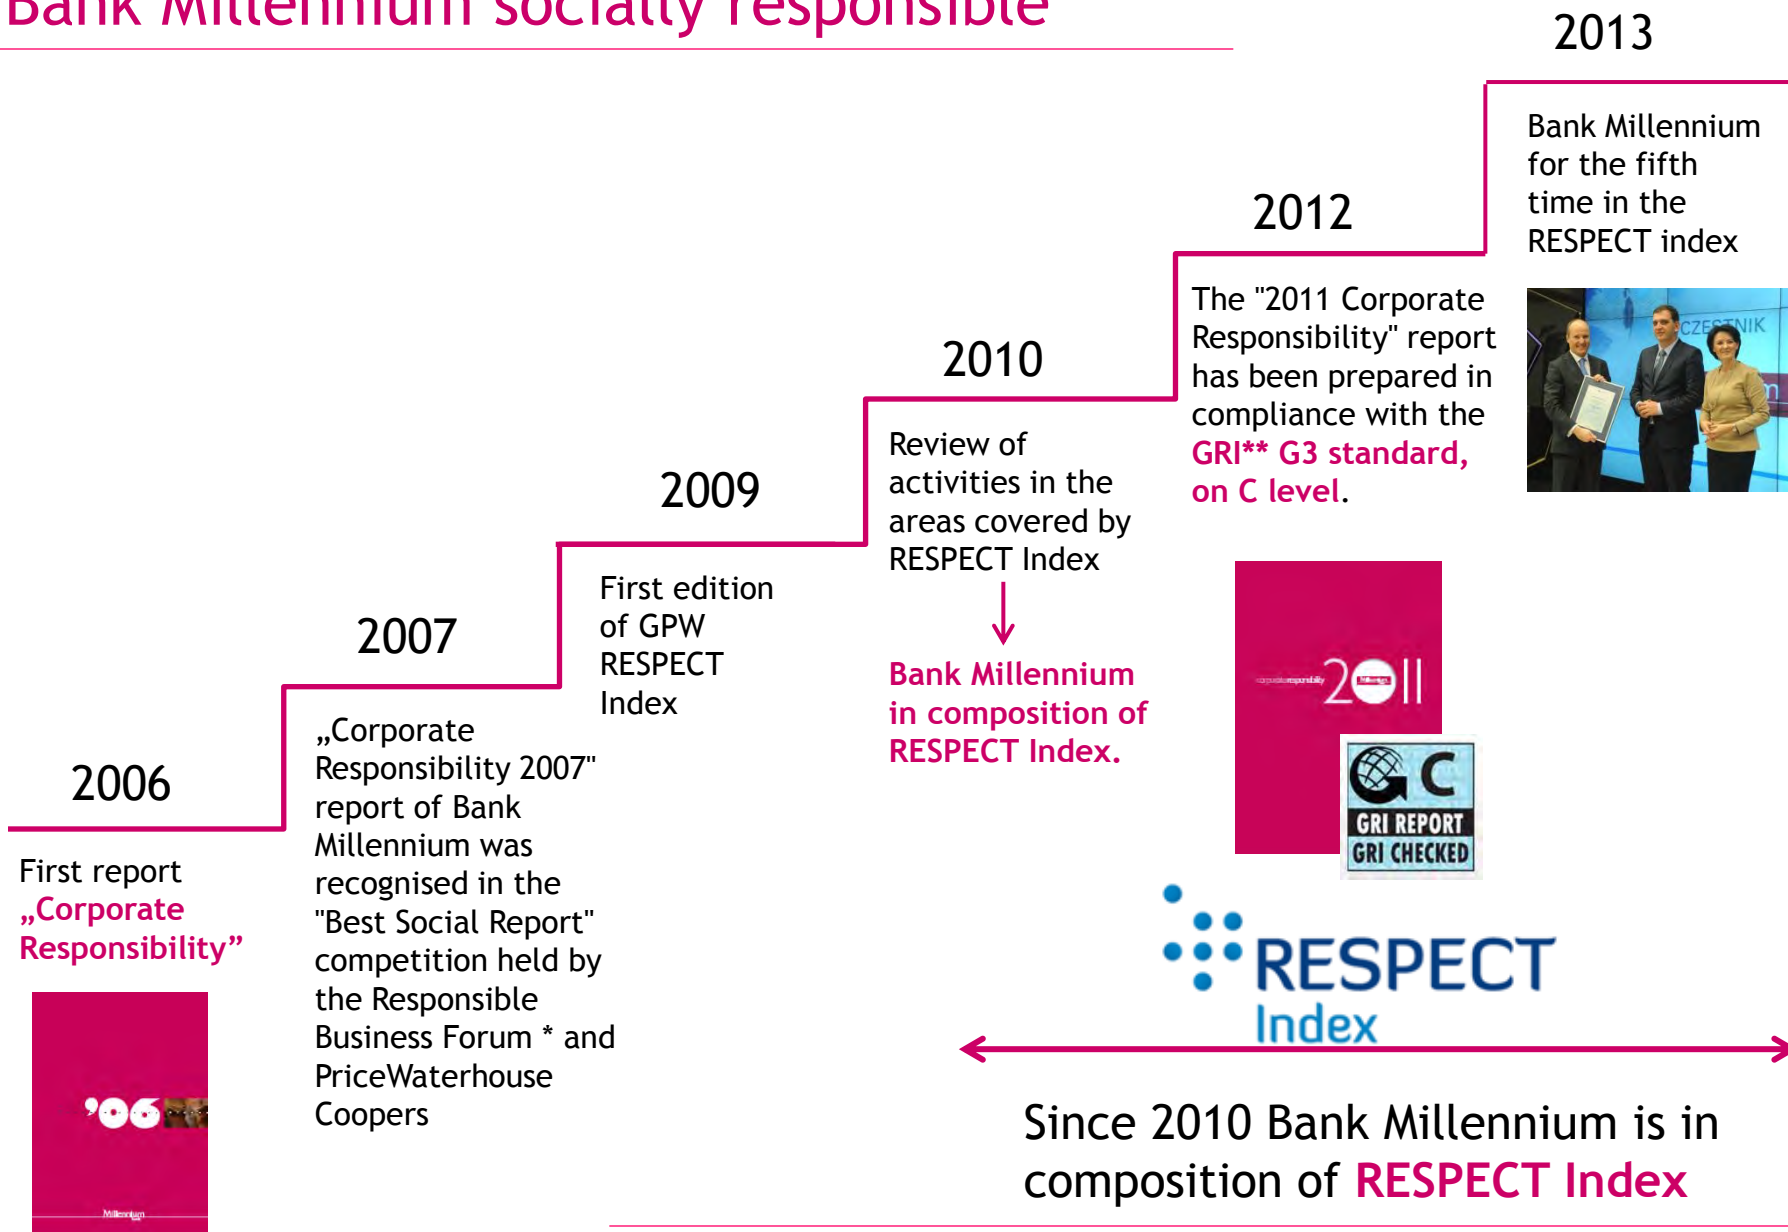 Bank Millennium socially responsible
2006
First report
„Corporate
Responsibility”
’06
Millennium
2007
„Corporate
Responsibility 2007"
report of Bank
Millennium was
recognised in the
"Best Social Report"
competition held by
the Responsible
Business Forum * and
PriceWaterhouse
Coopers
2009
First edition
of GPW
RESPECT
Index
2010
Review of
activities in the
areas covered by
RESPECT Index
Bank Millennium
in composition of
RESPECT Index.
2012
The "2011 Corporate
Responsibility" report
has been prepared in
compliance with the
GRI** G3 standard,
on C level.
corporate responsibility 2011
Millennium
G C
GRI REPORT
GRI CHECKED
2013
Bank Millennium
for the fifth
time in the
RESPECT index
CZESTNIK
m
RESPECT
Index
Since 2010 Bank Millennium is in
composition of RESPECT Index